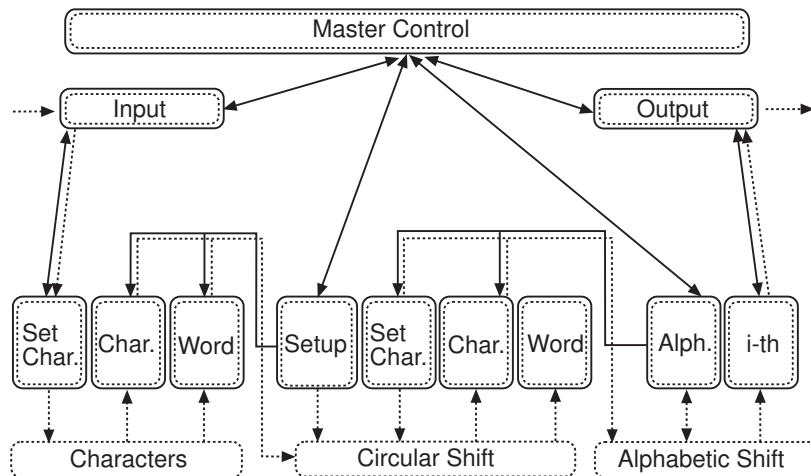 Master Control
Input
Output
Set
Char.
Char.
Word
Setup
Set
Char.
Char.
Word
Alph.
i-th
Characters
Circular Shift
Alphabetic Shift